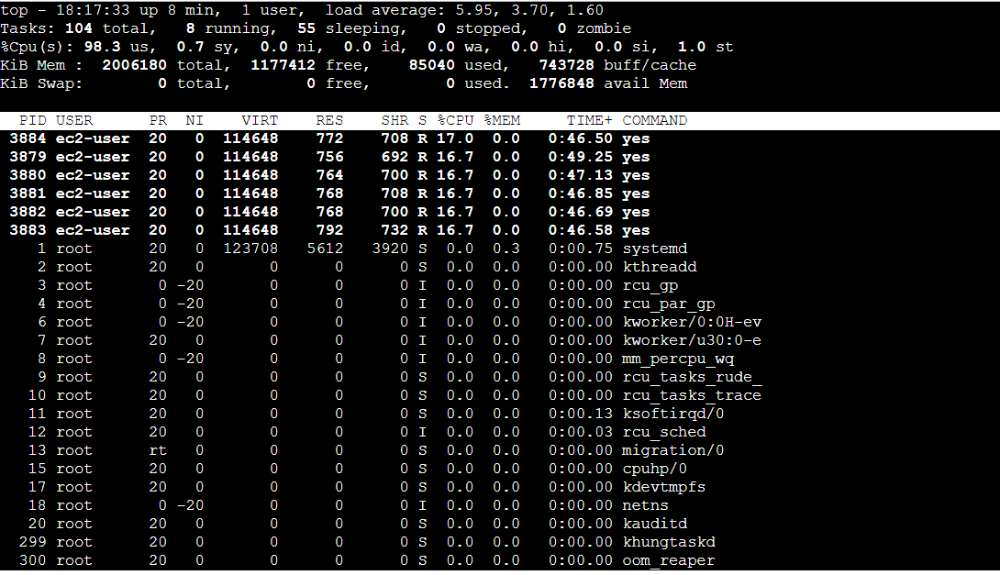 top - 18:17:33 up 8 min,  1 user,  load average: 5.95, 3.70, 1.60
Tasks: 104 total,   8 running,  55 sleeping,   0 stopped,   0 zombie
%Cpu(s): 98.3 us,  0.7 sy,  0.0 ni,  0.0 id,  0.0 wa,  0.0 hi,  0.0 si,  1.0 st
KiB Mem :  2006180 total,  1177412 free,    85040 used,   743728 buff/cache
KiB Swap:        0 total,        0 free,        0 used.  1776848 avail Mem
  PID USER      PR  NI    VIRT    RES    SHR S %CPU %MEM     TIME+ COMMAND
 3884 ec2-user  20   0  114648    772    708 R 17.0  0.0   0:46.50 yes
 3879 ec2-user  20   0  114648    756    692 R 16.7  0.0   0:49.25 yes
 3880 ec2-user  20   0  114648    764    700 R 16.7  0.0   0:47.13 yes
 3881 ec2-user  20   0  114648    768    708 R 16.7  0.0   0:46.85 yes
 3882 ec2-user  20   0  114648    768    700 R 16.7  0.0   0:46.69 yes
 3883 ec2-user  20   0  114648    792    732 R 16.7  0.0   0:46.58 yes
    1 root      20   0  123708   5612   3920 S  0.0  0.3   0:00.75 systemd
    2 root      20   0       0      0      0 S  0.0  0.0   0:00.00 kthreadd
    3 root       0 -20       0      0      0 I  0.0  0.0   0:00.00 rcu_gp
    4 root       0 -20       0      0      0 I  0.0  0.0   0:00.00 rcu_par_gp
    6 root       0 -20       0      0      0 I  0.0  0.0   0:00.00 kworker/0:0H-ev
    7 root      20   0       0      0      0 I  0.0  0.0   0:00.00 kworker/u30:0-e
    8 root       0 -20       0      0      0 I  0.0  0.0   0:00.00 mm_percpu_wq
    9 root      20   0       0      0      0 S  0.0  0.0   0:00.00 rcu_tasks_rude_
   10 root      20   0       0      0      0 S  0.0  0.0   0:00.00 rcu_tasks_trace
   11 root      20   0       0      0      0 S  0.0  0.0   0:00.13 ksoftirqd/0
   12 root      20   0       0      0      0 I  0.0  0.0   0:00.03 rcu_sched
   13 root      rt   0       0      0      0 S  0.0  0.0   0:00.00 migration/0
   15 root      20   0       0      0      0 S  0.0  0.0   0:00.00 cpuhp/0
   17 root      20   0       0      0      0 S  0.0  0.0   0:00.00 kdevtmpfs
   18 root       0 -20       0      0      0 I  0.0  0.0   0:00.00 netns
   20 root      20   0       0      0      0 S  0.0  0.0   0:00.00 kauditd
  299 root      20   0       0      0      0 S  0.0  0.0   0:00.00 khungtaskd
  300 root      20   0       0      0      0 S  0.0  0.0   0:00.00 oom_reaper